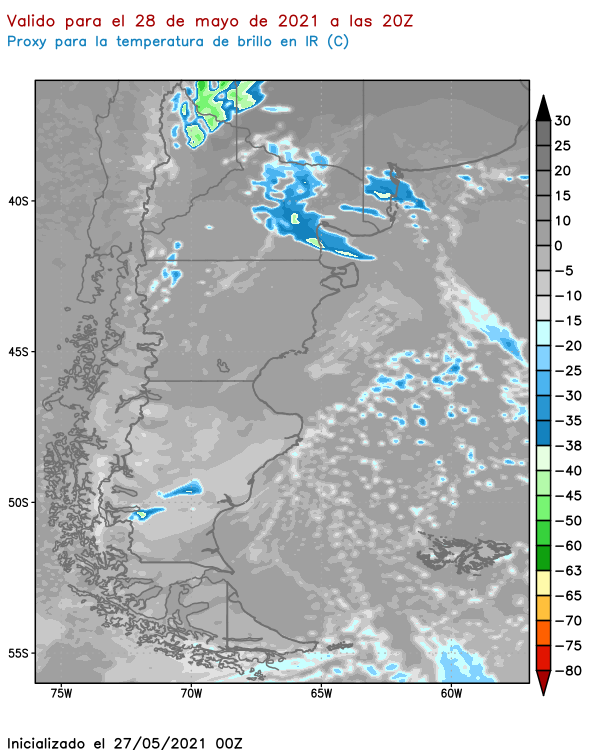 Valido para el 28 de mayo de 2021 a las 20Z
Proxy para la temperatura de brillo en IR (C)
30
25
20
15
10
0
−5
−10
−15
−20
−25
−30
−35
−38
−40
−45
−50
−60
−63
−65
−70
−75
−80
40S
45S
50S
55S
75W
70W
65W
60W
Inicializado el 27/05/2021 00Z